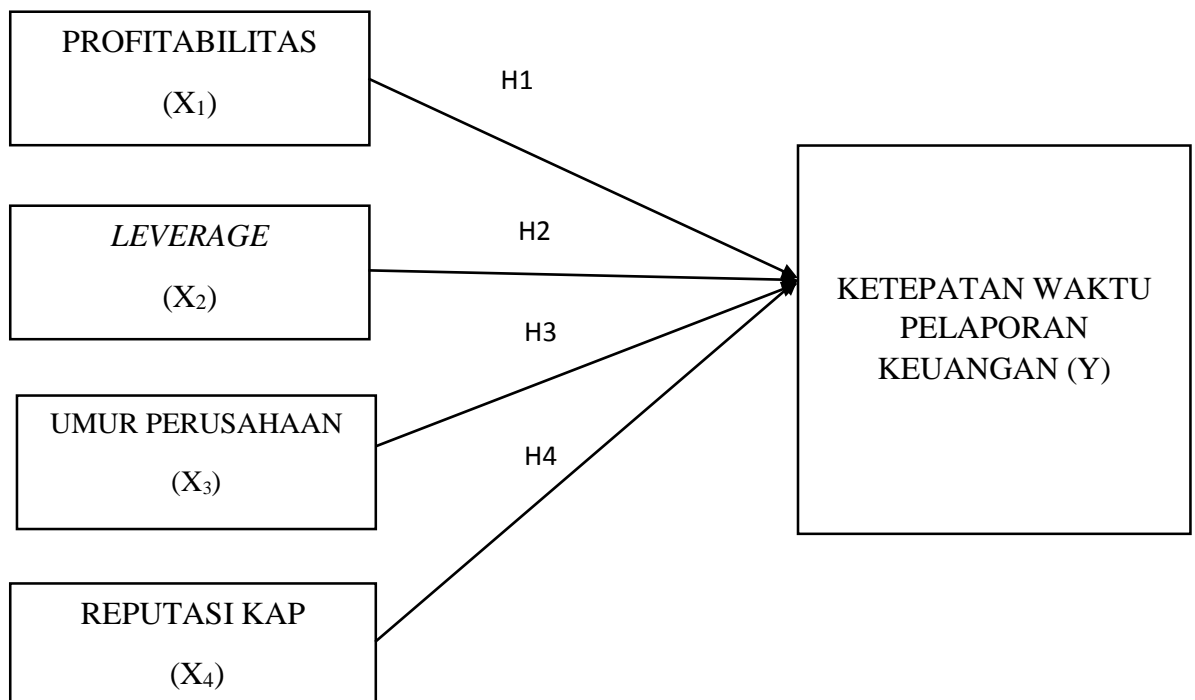 PROFITABILITAS
(X₁)
H1
LEVERAGE
(X₂)
H2
UMUR PERUSAHAAN
(X₃)
H3
REPUTASI KAP
(X₄)
H4
KETEPATAN WAKTU
PELAPORAN
KEUANGAN (Y)